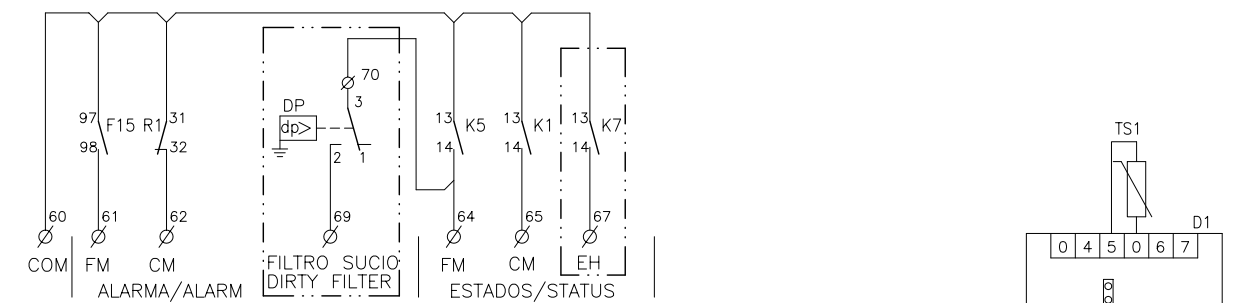 70
3
DP
dp>
2 1
97 F15 R1 31
98 32
13 K5 13 K1 13 K7
14 14 14
TS1
D1
0 4 5 0 6 7
60 61 62 69 64 65 67
COM FM CM FILTRO SUCIO FM CM EH
DIRTY FILTER
ALARMA/ALARM ESTADOS/STATUS